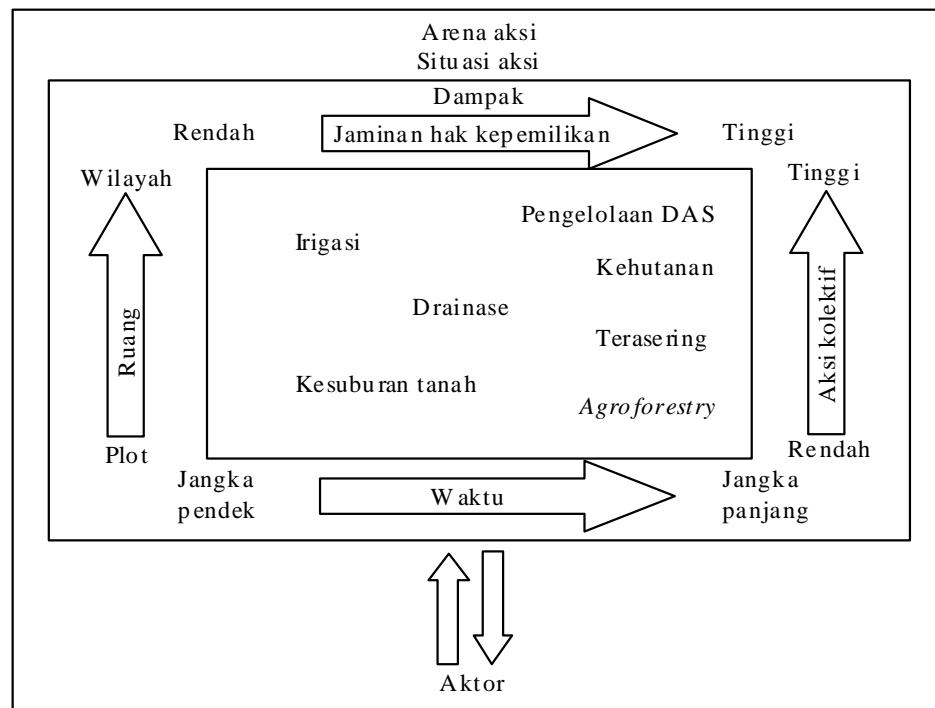 Arena aksi
Situasi aksi
Dampak
Rendah
Jaminan hak kepemilikan
Tinggi
Wilayah
Tinggi
Pengelolaan DAS
Irigasi
Kehutanan
Drainase
Ruang
Terasering
Aksi kolektif
Kesuburan tanah
Agroforestry
Plot
Rendah
Jangka
pendek
Waktu
Jangka
panjang
Aktor